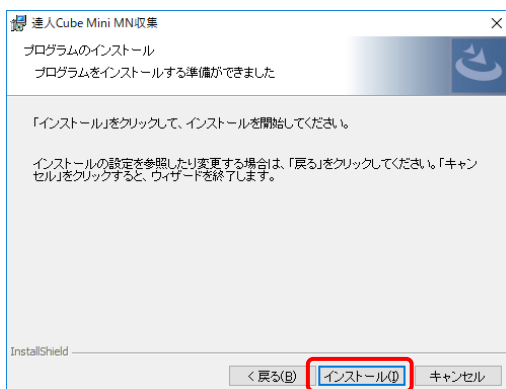 達人Cube Mini MN収集
プログラムのインストール
プログラムをインストールする準備ができました
「インストール」をクリックして、インストールを開始してください。
インストールの設定を参照したり変更する場合は、「戻る」をクリックしてください。「キャン
セル」をクリックすると、ウィザードを終了します。
InstallShield
< 戻る(B) インストール(I) キャンセル